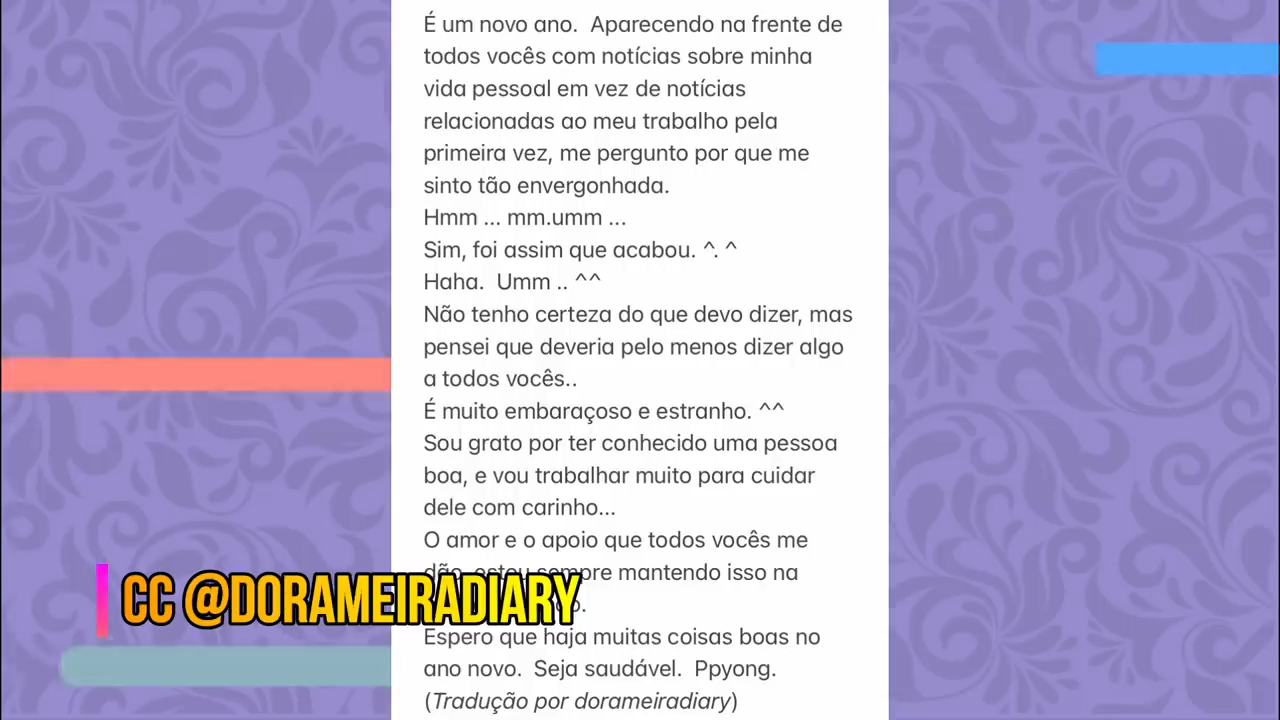 É um novo ano.  Aparecendo na frente de
todos vocês com notícias sobre minha
vida pessoal em vez de notícias
relacionadas ao meu trabalho pela
primeira vez, me pergunto por que me
sinto tão envergonhada.
Hmm ... mm.umm ...
Sim, foi assim que acabou. ^. ^
Haha.  Umm .. ^^
Não tenho certeza do que devo dizer, mas
pensei que deveria pelo menos dizer algo
a todos vocês..
É muito embaraçoso e estranho. ^^
Sou grato por ter conhecido uma pessoa
boa, e vou trabalhar muito para cuidar
dele com carinho...
O amor e o apoio que todos vocês me
dão, estou sempre mantendo isso na
CC @DORAMEIRADIARY
Espero que haja muitas coisas boas no
ano novo.  Seja saudável.  Ppyong.
(Tradução por dorameiradiary)